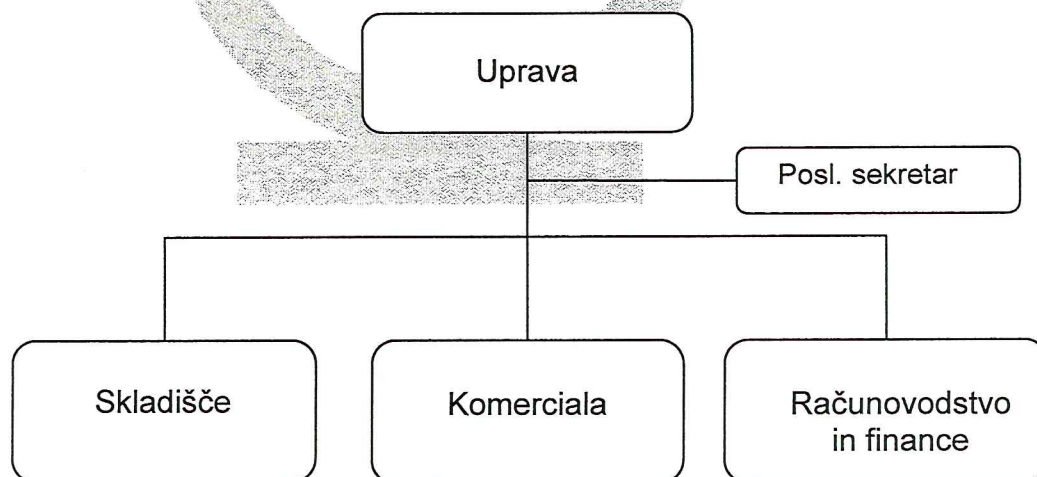 Uprava
Posl. sekretar
Skladišče
Komerciala
Računovodstvo
in finance